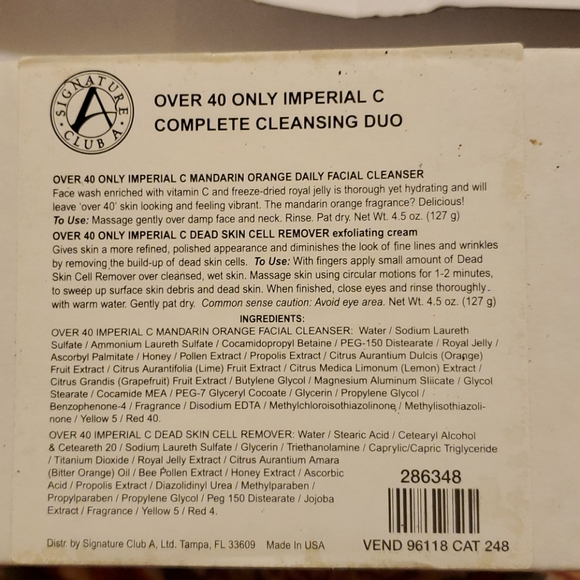 SIGNATURE CLUB A
A
OVER 40 ONLY IMPERIAL C
COMPLETE CLEANSING DUO
OVER 40 ONLY IMPERIAL C MANDARIN ORANGE DAILY FACIAL CLEANSER
Face wash enriched with vitamin C and freeze-dried royal jelly is thorough yet hydrating and will
leave 'over 40' skin looking and feeling vibrant. The mandarin orange fragrance? Delicious!
To Use: Massage gently over damp face and neck. Rinse. Pat dry. Net Wt. 4.5 oz. (127 g)
OVER 40 ONLY IMPERIAL C DEAD SKIN CELL REMOVER exfoliating cream
Gives skin a more refined, polished appearance and diminishes the look of fine lines and wrinkles
by removing the build-up of dead skin cells. To Use: With fingers apply small amount of Dead
Skin Cell Remover over cleansed, wet skin. Massage skin using circular motions for 1-2 minutes,
to sweep up surface skin debris and dead skin. When finished, close eyes and rinse thoroughly
with warm water. Gently pat dry. Common sense caution: Avoid eye area. Net Wt. 4.5 oz. (127 g)
INGREDIENTS:
OVER 40 IMPERIAL C MANDARIN ORANGE FACIAL CLEANSER: Water / Sodium Laureth
Sulfate / Ammonium Laureth Sulfate / Cocamidopropyl Betaine / PEG-150 Distearate / Royal Jelly /
Ascorbyl Palmitate / Honey / Pollen Extract / Propolis Extract / Citrus Aurantium Dulcis (Orange)
Fruit Extract / Citrus Aurantifolia (Lime) Fruit Extract / Citrus Medica Limonum (Lemon) Extract /
Citrus Grandis (Grapefruit) Fruit Extract / Butylene Glycol / Magnesium Aluminum Sliicate / Glycol
Stearate / Cocamide MEA / PEG-7 Glyceryl Cocoate / Glycerin / Propylene Glycol /
Benzophenone-4 / Fragrance / Disodium EDTA / Methylchloroisothiazolinone / Methylisothiazoli-
none / Yellow 5 / Red 40.
OVER 40 IMPERIAL C DEAD SKIN CELL REMOVER: Water / Stearic Acid / Cetearyl Alcohol
& Ceteareth 20 / Sodium Laureth Sulfate / Glycerin / Triethanolamine / Caprylic/Capric Triglyceride
/ Titanium Dioxide / Royal Jelly Extract / Citrus Aurantium Amara
(Bitter Orange) Oil / Bee Pollen Extract / Honey Extract / Ascorbic
Acid / Propolis Extract / Diazolidinyl Urea / Methylparaben /
Propylparaben / Propylene Glycol / Peg 150 Distearate / Jojoba
Extract / Fragrance / Yellow 5 / Red 4.
286348
Distr. by Signature Club A, Ltd. Tampa, FL 33609 Made In USA
VEND 96118 CAT 248